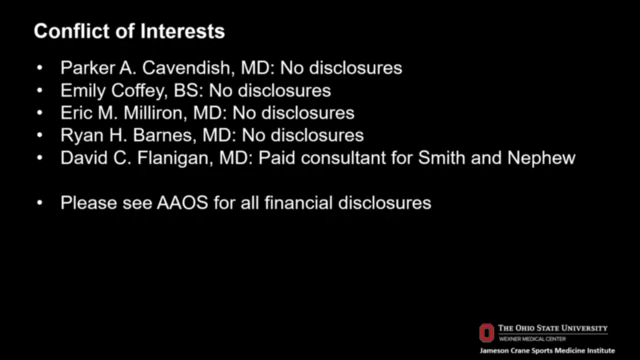 Conflict of Interests
• Parker A. Cavendish, MD: No disclosures
• Emily Coffey, BS: No disclosures
• Eric M. Milliron, MD: No disclosures
• Ryan H. Barnes, MD: No disclosures
• David C. Flanigan, MD: Paid consultant for Smith and Nephew
• Please see AAOS for all financial disclosures
THE OHIO STATE UNIVERSITY
WEXNER MEDICAL CENTER
Jameson Crane Sports Medicine Institute